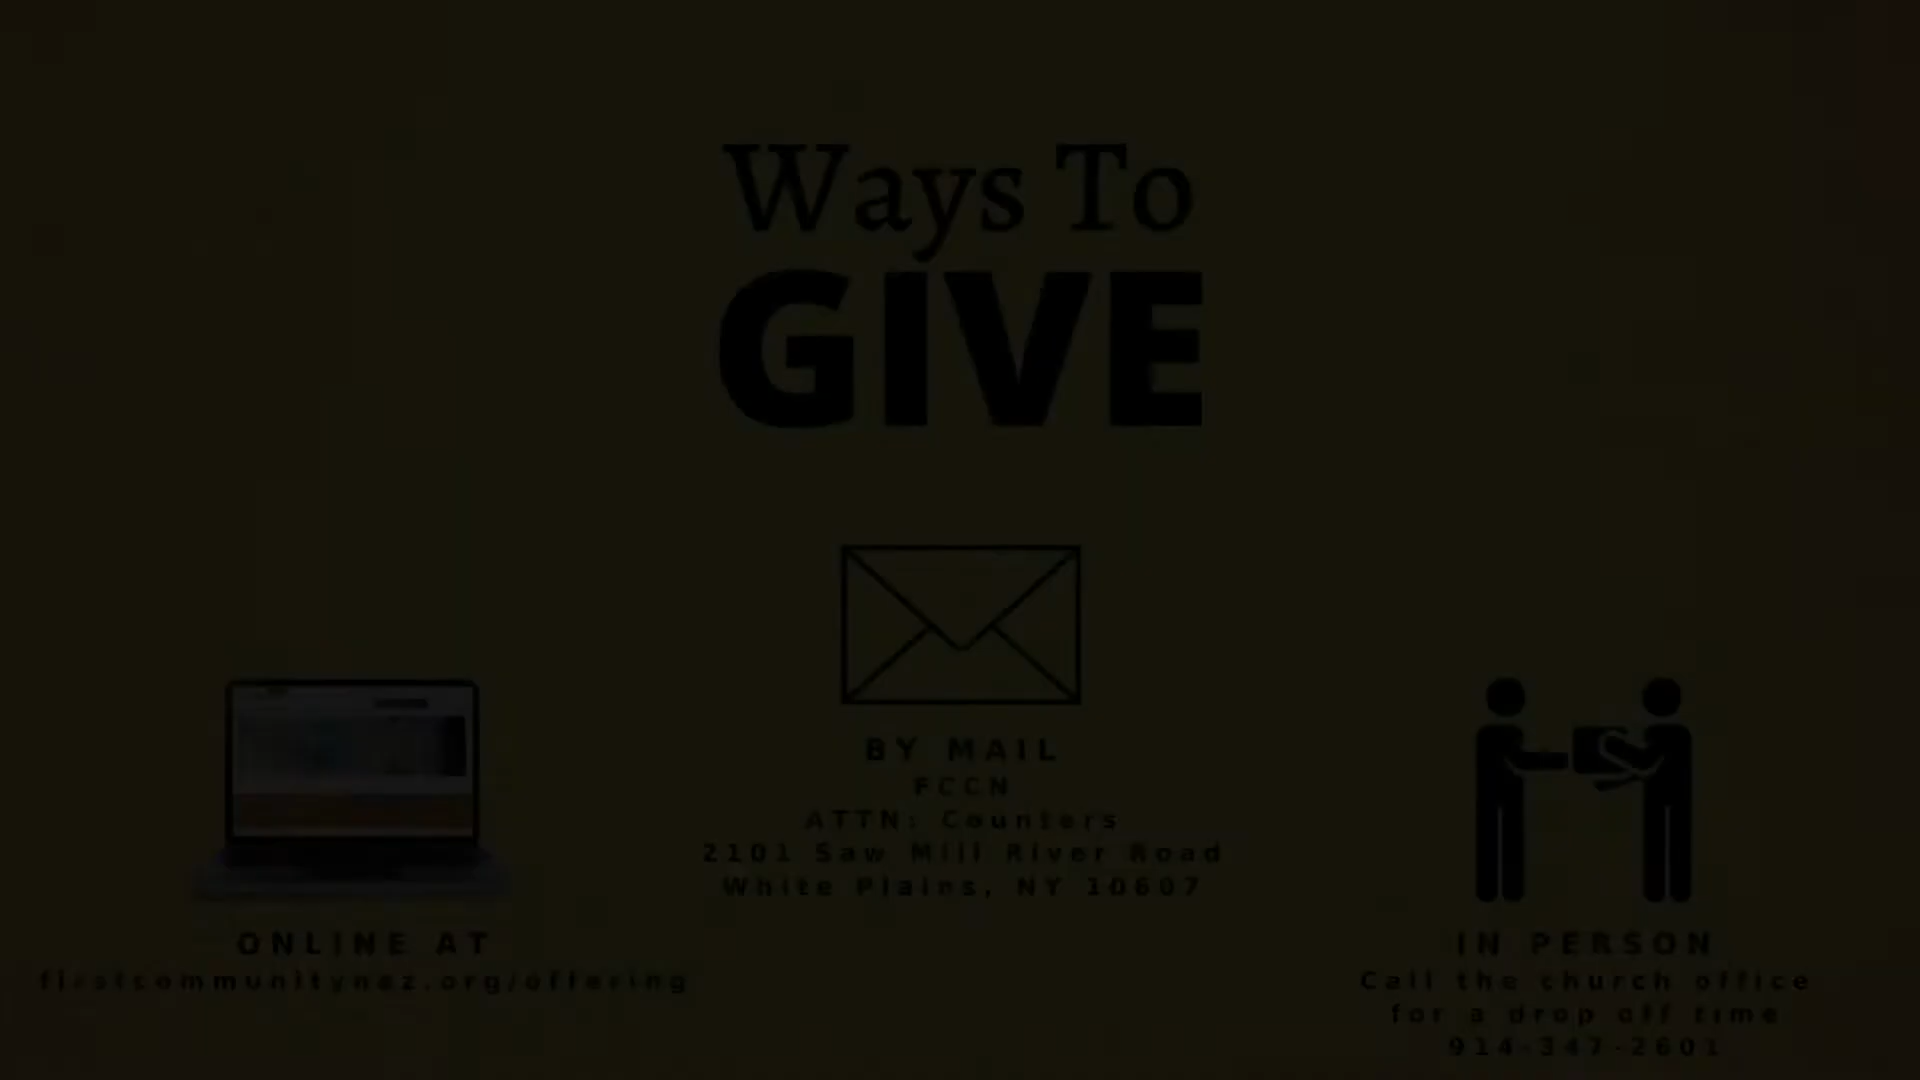 Ways To
GIVE
BY MAIL
FCCN
ATTN: Counters
2101 Saw Mill River Road
White Plains, NY 10607
ONLINE AT
firstcommunitynaz.org/offering
IN PERSON
Call the church office
for a drop off time
914-347-2601